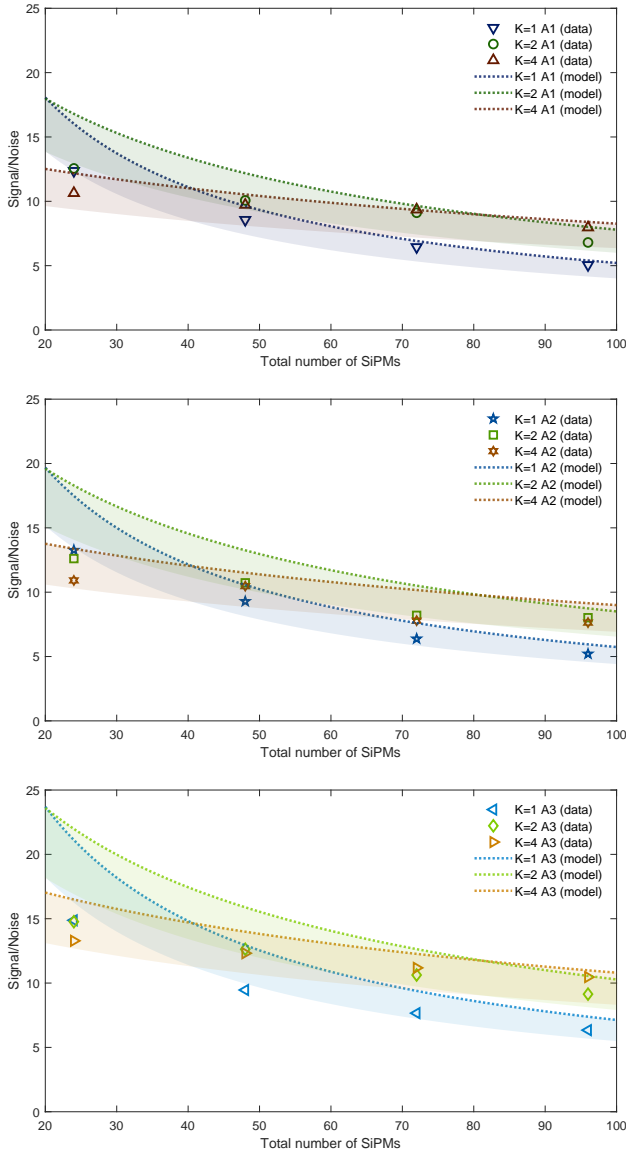 25
20
15
10
5
0
Signal/Noise
K=1 A1 (data)
K=2 A1 (data)
K=4 A1 (data)
K=1 A1 (model)
K=2 A1 (model)
K=4 A1 (model)
20 30 40 50 60 70 80 90 100
Total number of SiPMs
25
20
15
10
5
0
Signal/Noise
K=1 A2 (data)
K=2 A2 (data)
K=4 A2 (data)
K=1 A2 (model)
K=2 A2 (model)
K=4 A2 (model)
20 30 40 50 60 70 80 90 100
Total number of SiPMs
25
20
15
10
5
0
Signal/Noise
K=1 A3 (data)
K=2 A3 (data)
K=4 A3 (data)
K=1 A3 (model)
K=2 A3 (model)
K=4 A3 (model)
20 30 40 50 60 70 80 90 100
Total number of SiPMs